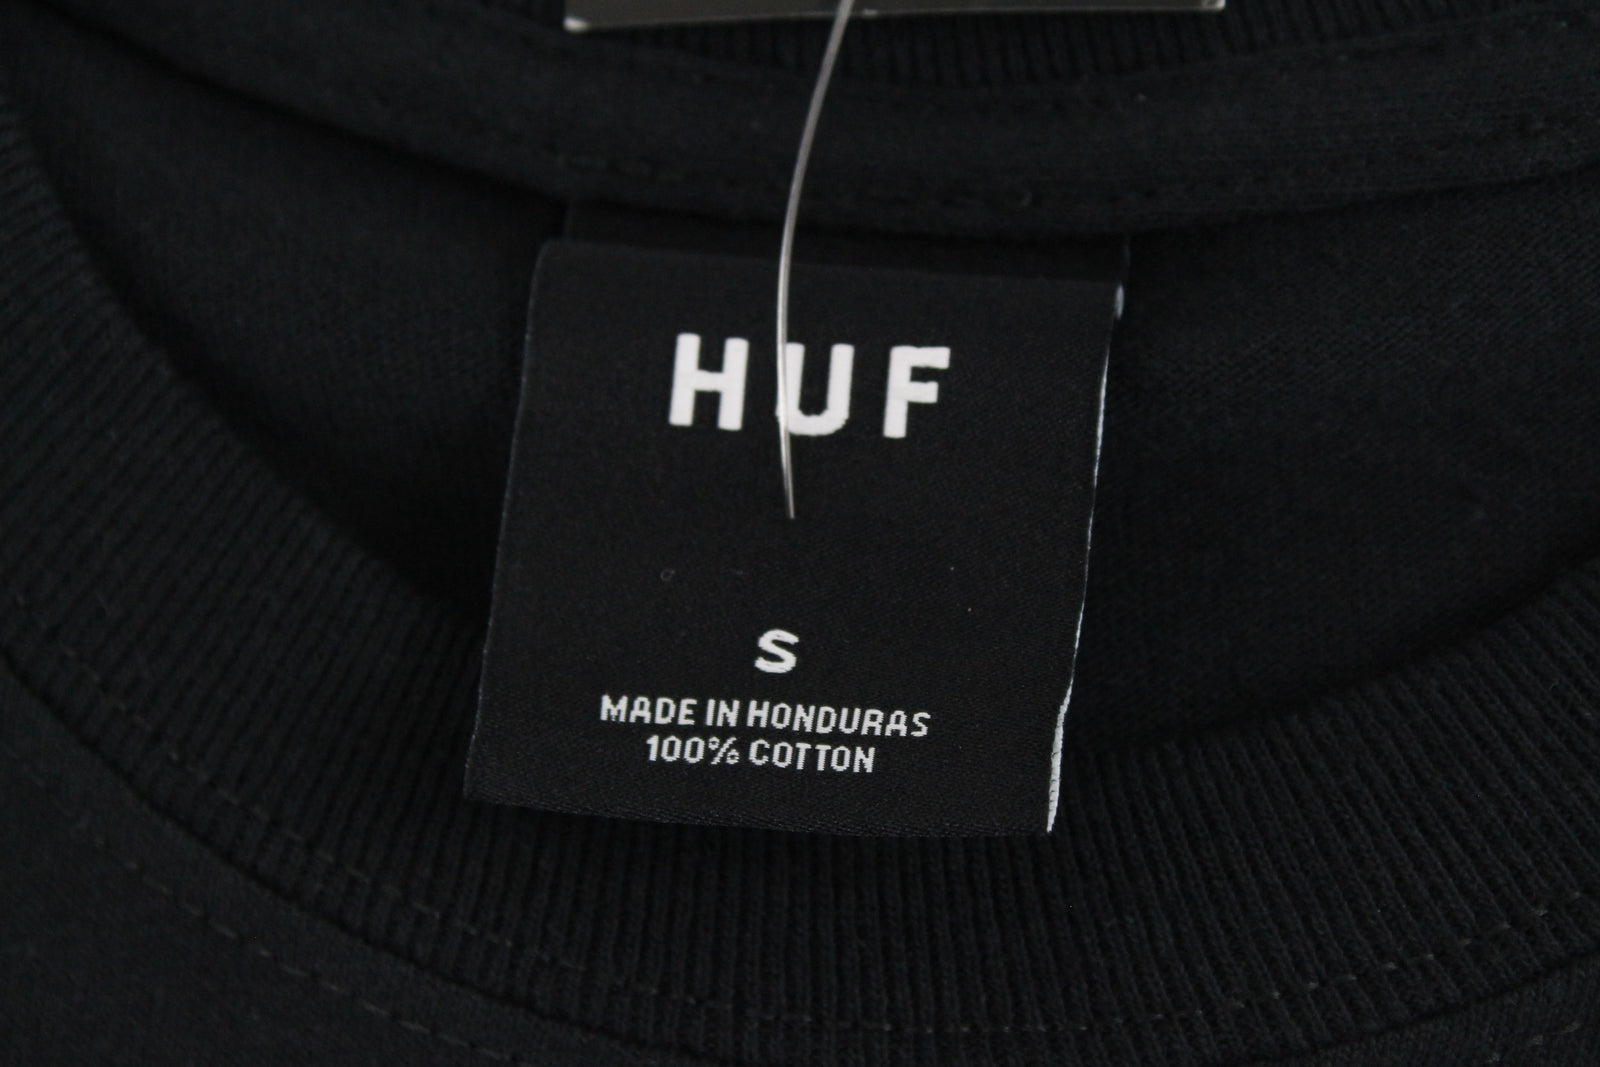 HUF
S
MADE IN HONDURAS
100% COTTON